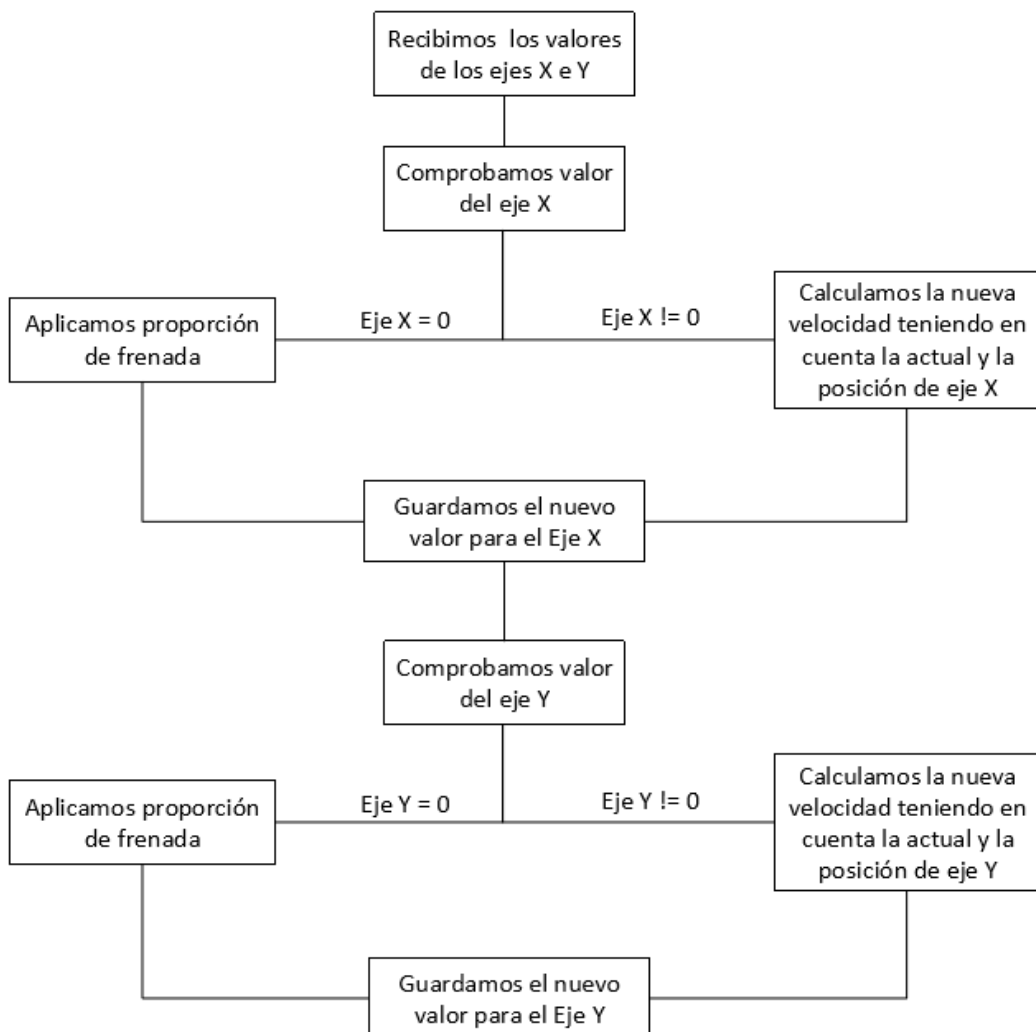 Recibimos los valores
de los ejes X e Y
Comprobamos valor
del eje X
Aplicamos proporción
de frenada
Eje X = 0
Eje X != 0
Calculamos la nueva
velocidad teniendo en
cuenta la actual y la
posición de eje X
Guardamos el nuevo
valor para el Eje X
Comprobamos valor
del eje Y
Aplicamos proporción
de frenada
Eje Y = 0
Eje Y != 0
Calculamos la nueva
velocidad teniendo en
cuenta la actual y la
posición de eje Y
Guardamos el nuevo
valor para el Eje Y